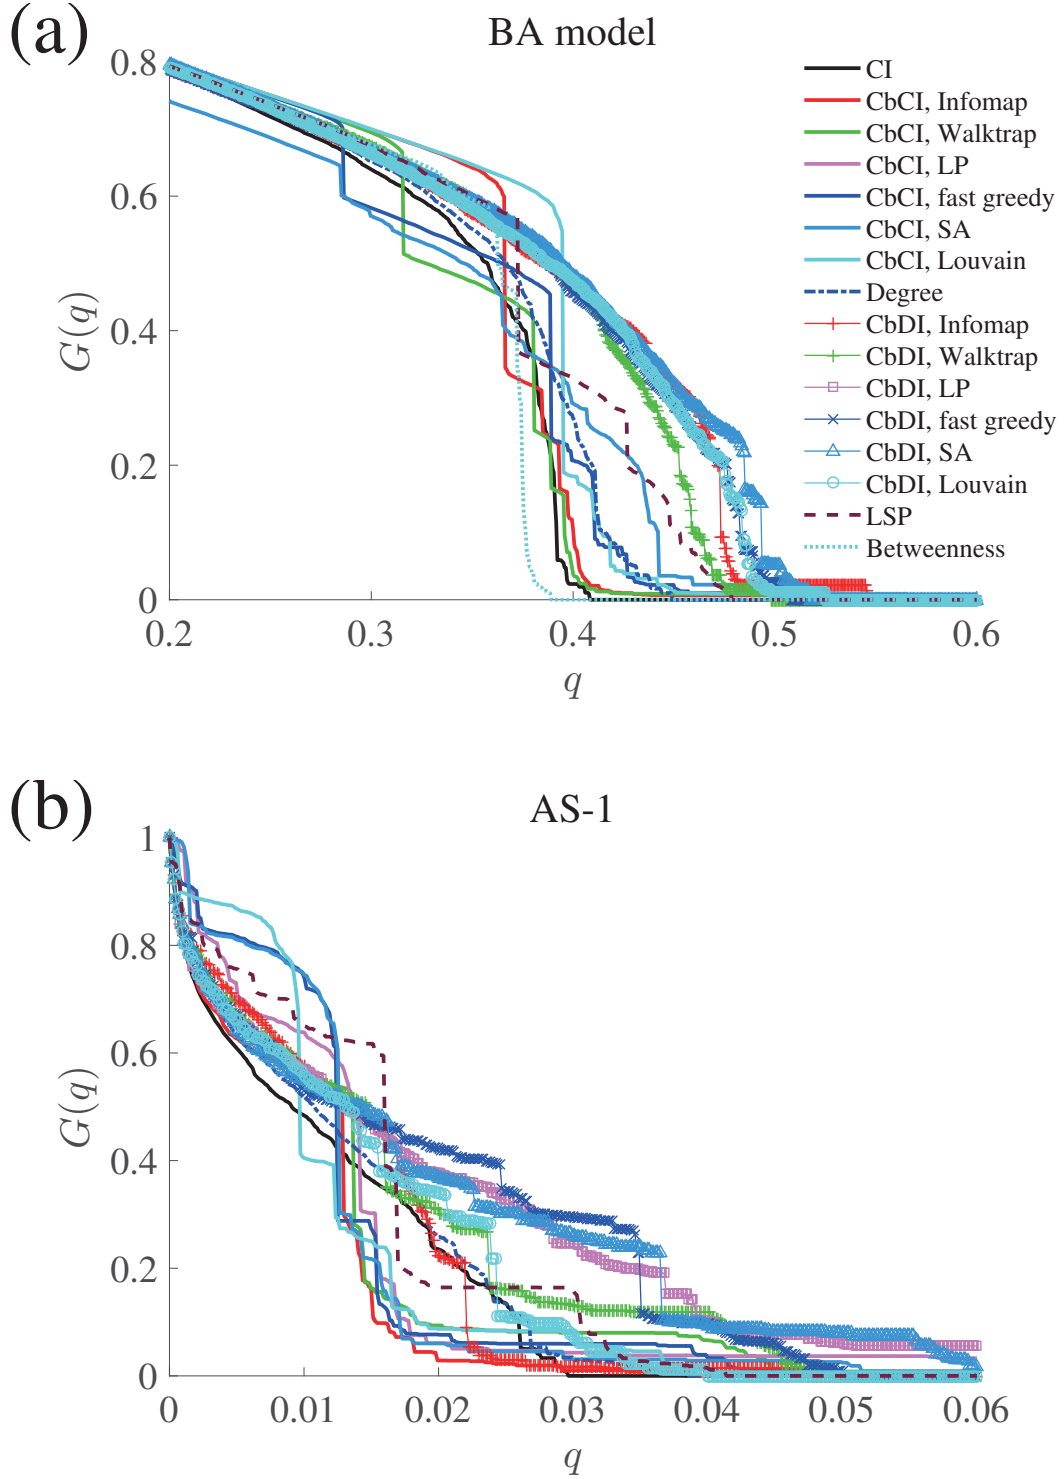 (a)
BA model
0.8
0.6
0.4
0.2
0
G(q)
0.2
0.3
0.4
0.5
0.6
q
CI
CbCI, Infomap
CbCI, Walktrap
CbCI, LP
CbCI, fast greedy
CbCI, SA
CbCI, Louvain
Degree
CbDI, Infomap
CbDI, Walktrap
CbDI, LP
CbDI, fast greedy
CbDI, SA
CbDI, Louvain
LSP
Betweenness
(b)
AS-1
1
0.8
0.6
0.4
0.2
0
G(q)
0
0.01
0.02
0.03
0.04
0.05
0.06
q